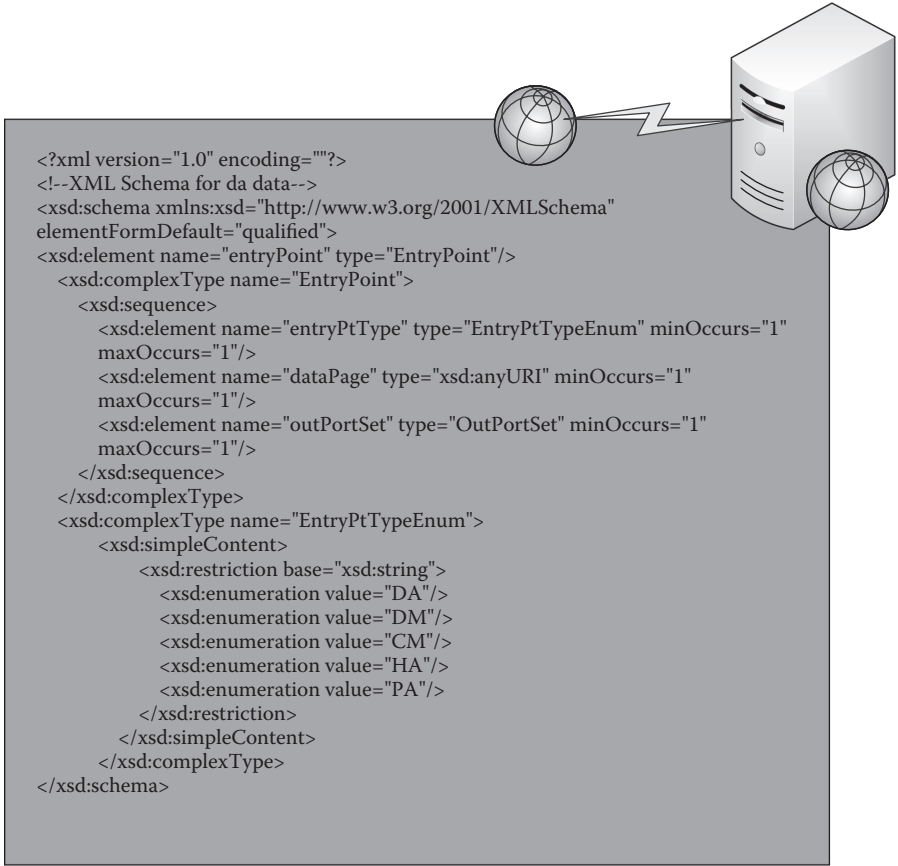 <?xml version="1.0" encoding=""?>
<!--XML Schema for da data-->
<xsd:schema xmlns:xsd="http://www.w3.org/2001/XMLSchema"
elementFormDefault="qualified">
<xsd:element name="entryPoint" type="EntryPoint"/>
<xsd:complexType name="EntryPoint">
<xsd:sequence>
<xsd:element name="entryPtType" type="EntryPtTypeEnum" minOccurs="1"
maxOccurs="1"/>
<xsd:element name="dataPage" type="xsd:anyURI" minOccurs="1"
maxOccurs="1"/>
<xsd:element name="outPortSet" type="OutPortSet" minOccurs="1"
maxOccurs="1"/>
</xsd:sequence>
</xsd:complexType>
<xsd:complexType name="EntryPtTypeEnum">
<xsd:simpleContent>
<xsd:restriction base="xsd:string">
<xsd:enumeration value="DA"/>
<xsd:enumeration value="DM"/>
<xsd:enumeration value="CM"/>
<xsd:enumeration value="HA"/>
<xsd:enumeration value="PA"/>
</xsd:restriction>
</xsd:simpleContent>
</xsd:complexType>
</xsd:schema>